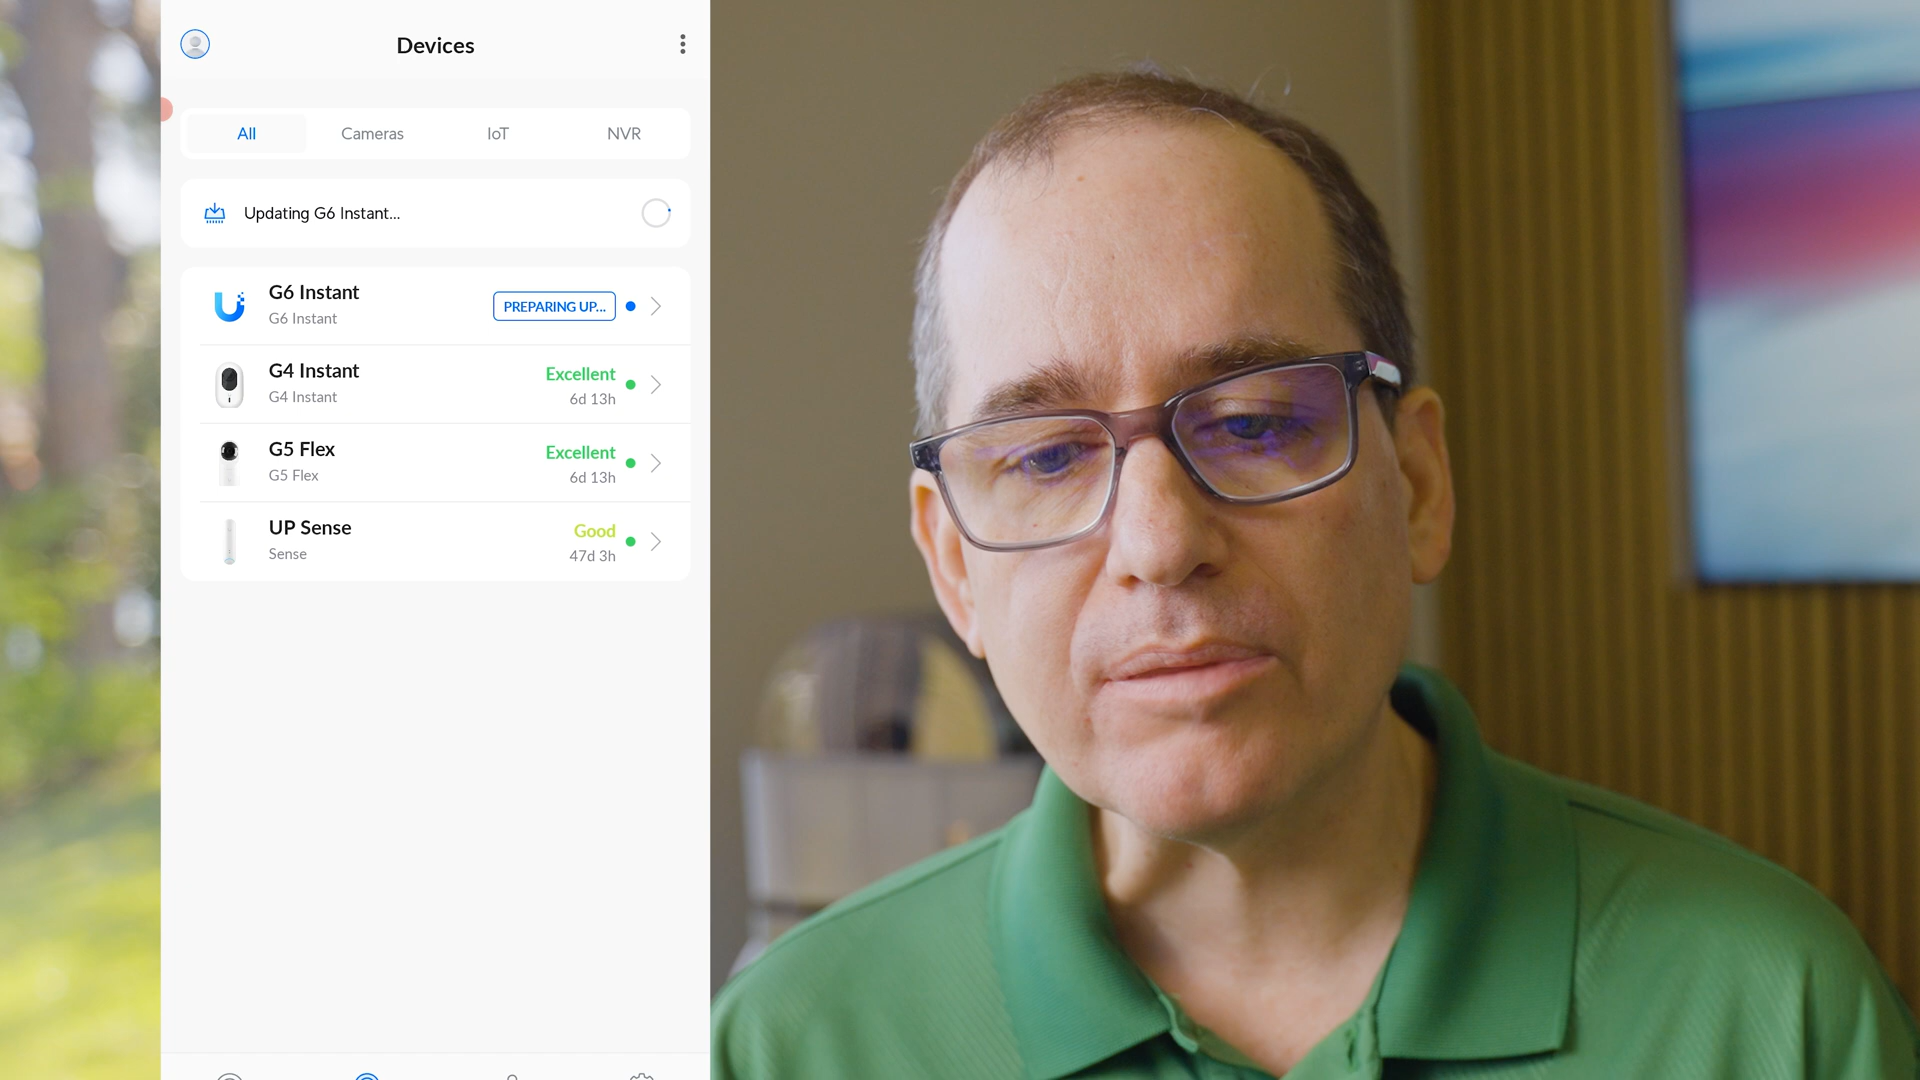 Devices
All Cameras IoT NVR
Updating G6 Instant...
G6 Instant
G6 Instant
PREPARING UP...
G4 Instant
G4 Instant
Excellent
6d 13h
G5 Flex
G5 Flex
Excellent
6d 13h
UP Sense
Sense
Good
47d 3h